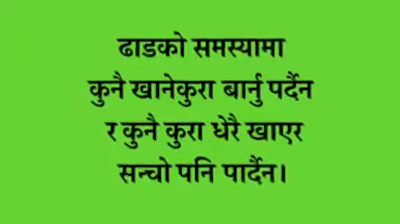 ढाडको समस्यामा
कुनै खानेकुरा बार्नु पर्दैन
र कुनै कुरा धेरै खाएर
सन्चो पनि पार्दैन।